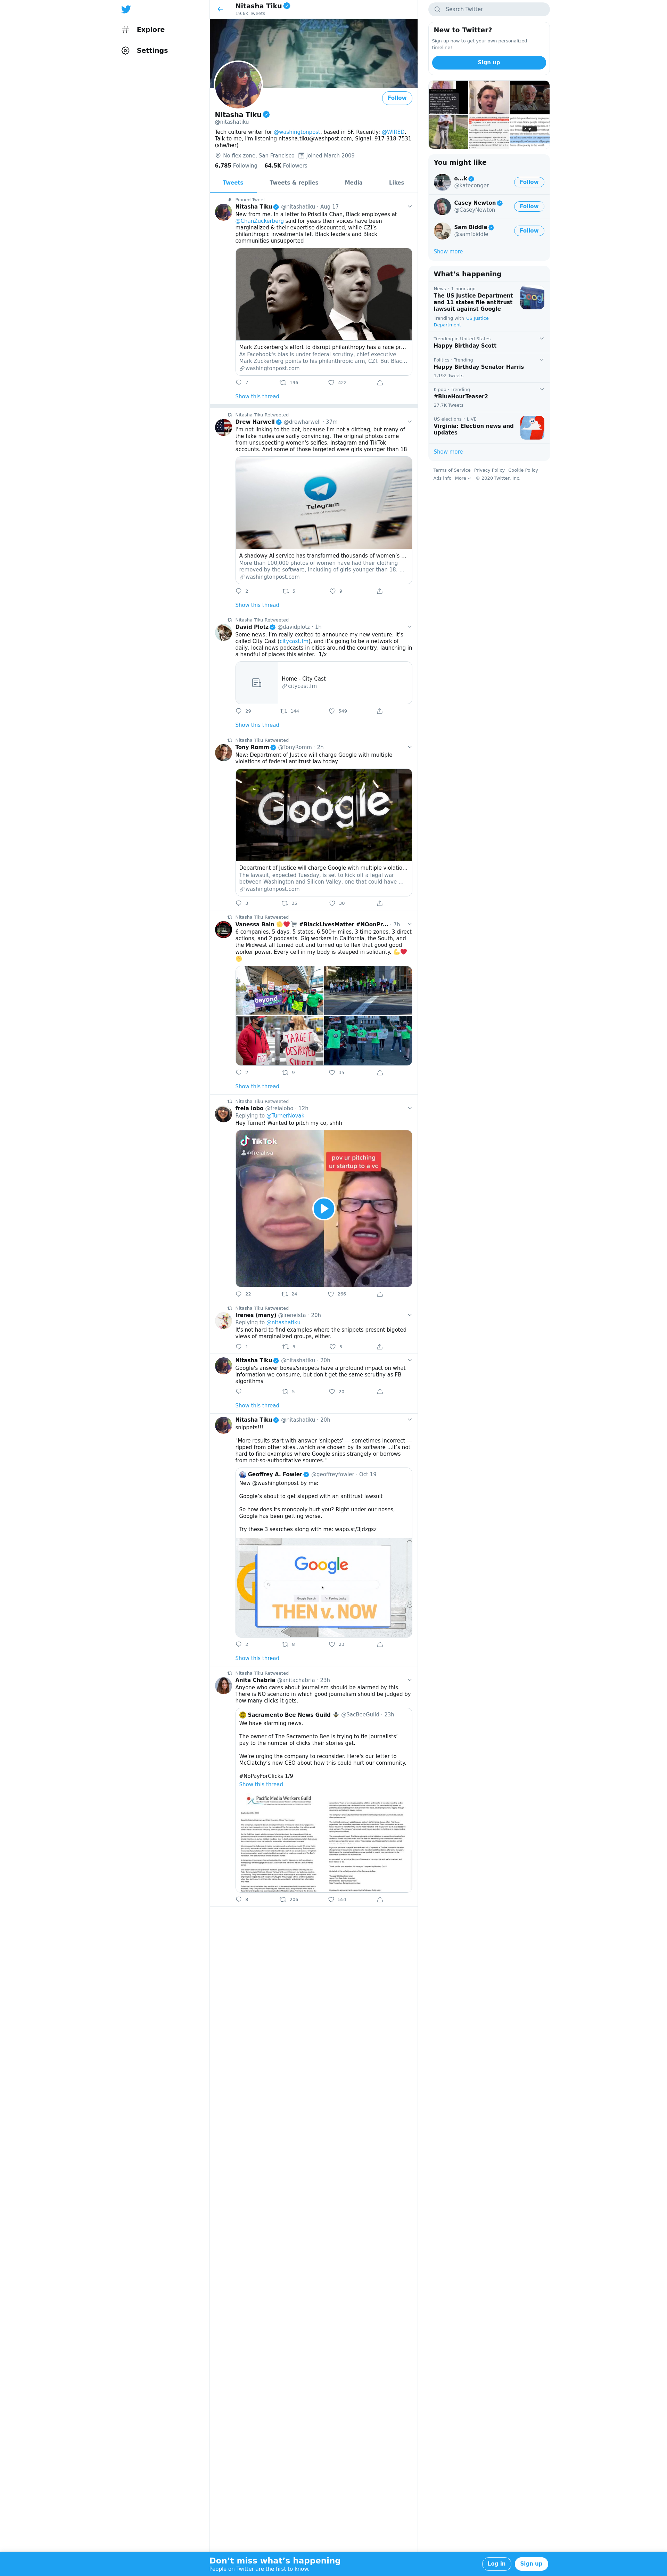 Explore
Settings
Nitasha Tiku
19.6K Tweets
Follow
Nitasha Tiku
@nitashatiku
Tech culture writer for @washingtonpost, based in SF. Recently: @WIRED.
Talk to me, I'm listening nitasha.tiku@washpost.com, Signal: 917-318-7531
(she/her)
No flex zone, San Francisco Joined March 2009
6,785 Following 64.5K Followers
Tweets Tweets & replies Media Likes
Pinned Tweet
Nitasha Tiku @nitashatiku · Aug 17
New from me. In a letter to Priscilla Chan, Black employees at
@ChanZuckerberg said for years their voices have been
marginalized & their expertise discounted, while CZI's
philanthropic investments left Black leaders and Black
communities unsupported
Mark Zuckerberg's effort to disrupt philanthropy has a race pr...
As Facebook's bias is under federal scrutiny, chief executive
Mark Zuckerberg points to his philanthropic arm, CZI. But Blac...
washingtonpost.com
7 196 422
Show this thread
Nitasha Tiku Retweeted
Drew Harwell @drewharwell · 37m
I'm not linking to the bot, because I'm not a dirtbag, but many of
the fake nudes are sadly convincing. The original photos came
from unsuspecting women's selfies, Instagram and TikTok
accounts. And some of those targeted were girls younger than 18
Telegram
A shadowy AI service has transformed thousands of women's ...
More than 100,000 photos of women have had their clothing
removed by the software, including of girls younger than 18. ...
washingtonpost.com
2 5 9
Show this thread
Nitasha Tiku Retweeted
David Plotz @davidplotz · 1h
Some news: I'm really excited to announce my new venture: It's
called City Cast (citycast.fm), and it's going to be a network of
daily, local news podcasts in cities around the country, launching in
a handful of places this winter. 1/x
Home - City Cast
citycast.fm
29 144 549
Show this thread
Nitasha Tiku Retweeted
Tony Romm @TonyRomm · 2h
New: Department of Justice will charge Google with multiple
violations of federal antitrust law today
Google
Department of Justice will charge Google with multiple violatio...
The lawsuit, expected Tuesday, is set to kick off a legal war
between Washington and Silicon Valley, one that could have ...
washingtonpost.com
3 35 30
Nitasha Tiku Retweeted
Vanessa Bain #BlackLivesMatter #NOonPr... · 7h
6 companies, 5 days, 5 states, 6,500+ miles, 3 time zones, 3 direct
actions, and 2 podcasts. Gig workers in California, the South, and
the Midwest all turned out and turned up to flex that good good
worker power. Every cell in my body is steeped in solidarity.
beyond
TARGET
DESTROYED
SHIPT
2 9 35
Show this thread
Nitasha Tiku Retweeted
freia lobo @freialobo · 12h
Replying to @TurnerNovak
Hey Turner! Wanted to pitch my co, shhh
TikTok
@freialobo
pov ur pitching
ur startup to a vc
22 24 266
Nitasha Tiku Retweeted
Irenes (many) @ireneista · 20h
Replying to @nitashatiku
It's not hard to find examples where the snippets present bigoted
views of marginalized groups, either.
1 3 5
Nitasha Tiku @nitashatiku · 20h
Google's answer boxes/snippets have a profound impact on what
information we consume, but don't get the same scrutiny as FB
algorithms
5 20
Show this thread
Nitasha Tiku @nitashatiku · 20h
snippets!!!
"More results start with answer 'snippets' — sometimes incorrect —
ripped from other sites...which are chosen by its software ...It's not
hard to find examples where Google snips strangely or borrows
from not-so-authoritative sources."
Geoffrey A. Fowler @geoffreyfowler · Oct 19
New @washingtonpost by me:
Google's about to get slapped with an antitrust lawsuit
So how does its monopoly hurt you? Right under our noses,
Google has been getting worse.
Try these 3 searches along with me: wapo.st/3jdzgsz
Google
Google Search I'm Feeling Lucky
THEN v. NOW
2 8 23
Show this thread
Nitasha Tiku Retweeted
Anita Chabria @anitachabria · 23h
Anyone who cares about journalism should be alarmed by this.
There is NO scenario in which good journalism should be judged by
how many clicks it gets.
Sacramento Bee News Guild @SacBeeGuild · 23h
We have alarming news.
The owner of The Sacramento Bee is trying to tie journalists'
pay to the number of clicks their stories get.
We're urging the company to reconsider. Here's our letter to
McClatchy's new CEO about how this could hurt our community.
#NoPayForClicks 1/9
Show this thread
Pacific Media Workers Guild
8 208 551
Search Twitter
New to Twitter?
Sign up now to get your own personalized
timeline!
Sign up
You might like
o...k
@kateconger
Follow
Casey Newton
@CaseyNewton
Follow
Sam Biddle
@samfbiddle
Follow
Show more
What's happening
News · 1 hour ago
The US Justice Department
and 11 states file antitrust
lawsuit against Google
Trending with US Justice
Department
Trending in United States
Happy Birthday Scott
Politics · Trending
Happy Birthday Senator Harris
1,192 Tweets
K-pop · Trending
#BlueHourTeaser2
27.7K Tweets
US elections · LIVE
Virginia: Election news and
updates
Show more
Terms of Service Privacy Policy Cookie Policy
Ads info More © 2020 Twitter, Inc.
Don't miss what's happening
People on Twitter are the first to know.
Log in Sign up